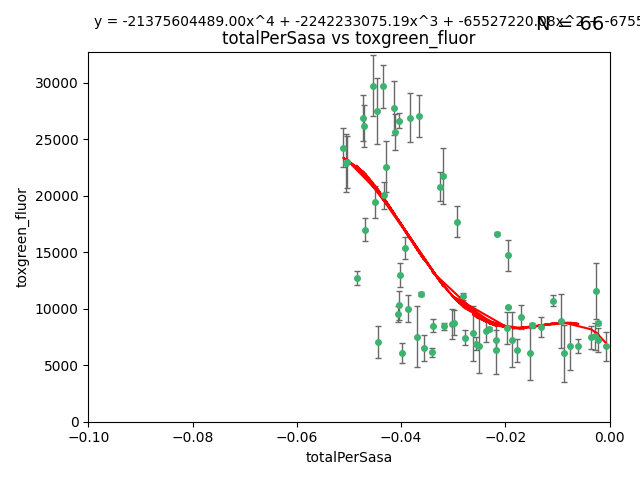 y = -21375604489.00x^4 + -2242233075.19x^3 + -65527220.08x^2 + -6755
N = 66
totalPerSasa vs toxgreen_fluor
30000
25000
20000
15000
10000
5000
0
toxgreen_fluor
−0.10
−0.08
−0.06
−0.04
−0.02
0.00
totalPerSasa